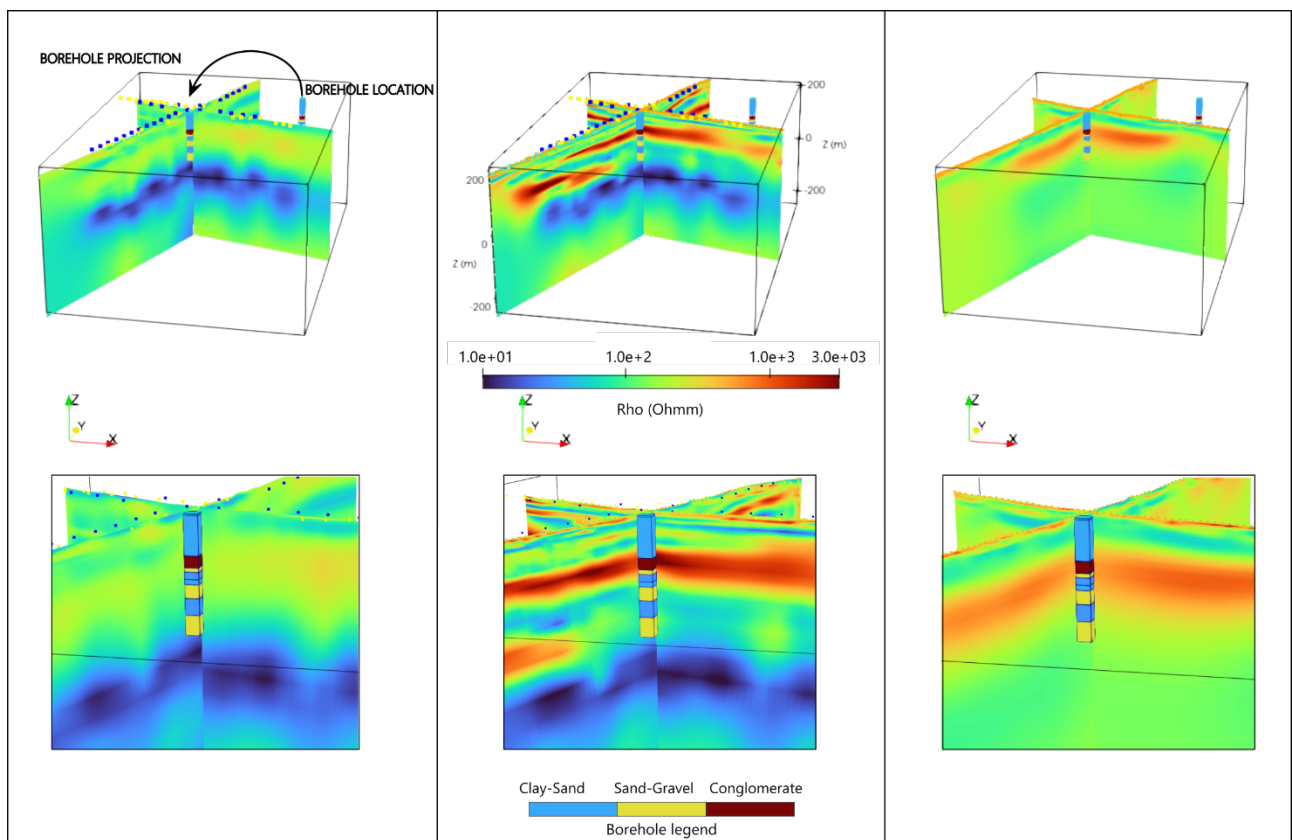 BOREHOLE PROJECTION
BOREHOLE LOCATION
200
0
Z (m)
-200
200
0
Z (m)
-200
1.0e+01 1.0e+2 1.0e+3 3.0e+03
Rho (Ohmm)
Z
Y
X
Z
Y
X
Z
Y
X
Clay-Sand Sand-Gravel Conglomerate
Borehole legend